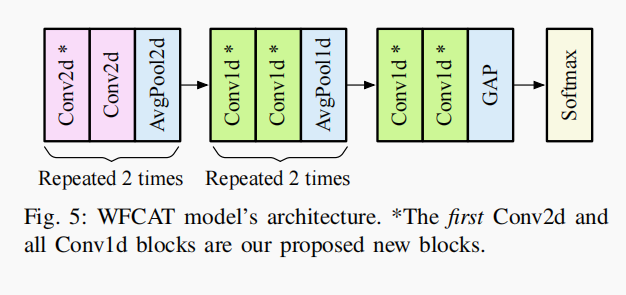 Conv2d *
Conv2d
AvgPool2d
Conv1d *
Conv1d *
AvgPool1d
Conv1d *
Conv1d *
GAP
Softmax
Repeated 2 times
Repeated 2 times
Fig. 5: WFCAT model's architecture. *The first Conv2d and
all Conv1d blocks are our proposed new blocks.